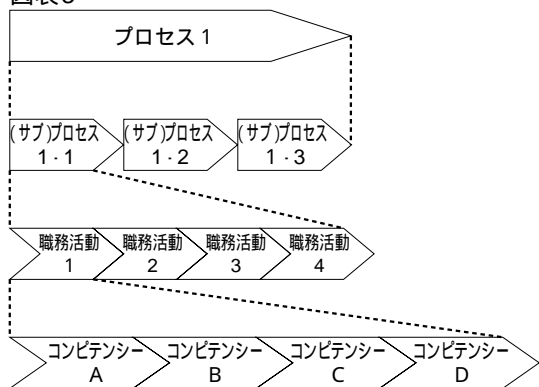 プロセス1
(サブ)プロセス (サブ)プロセス (サブ)プロセス
1・1 1・2 1・3
職務活動 職務活動 職務活動 職務活動
1 2 3 4
コンピテンシー コンピテンシー コンピテンシー コンピテンシー
A B C D